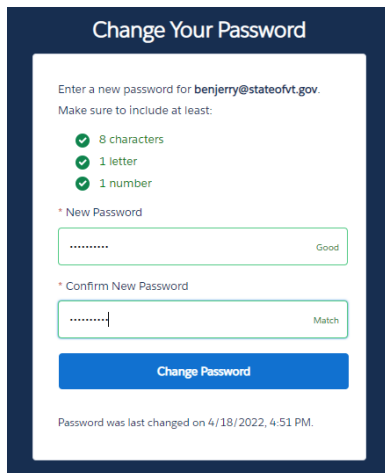 Change Your Password
Enter a new password for benjerry@stateofvt.gov.
Make sure to include at least:
8 characters
1 letter
1 number
* New Password
•••••••••• Good
* Confirm New Password
•••••••••• Match
Change Password
Password was last changed on 4/18/2022, 4:51 PM.